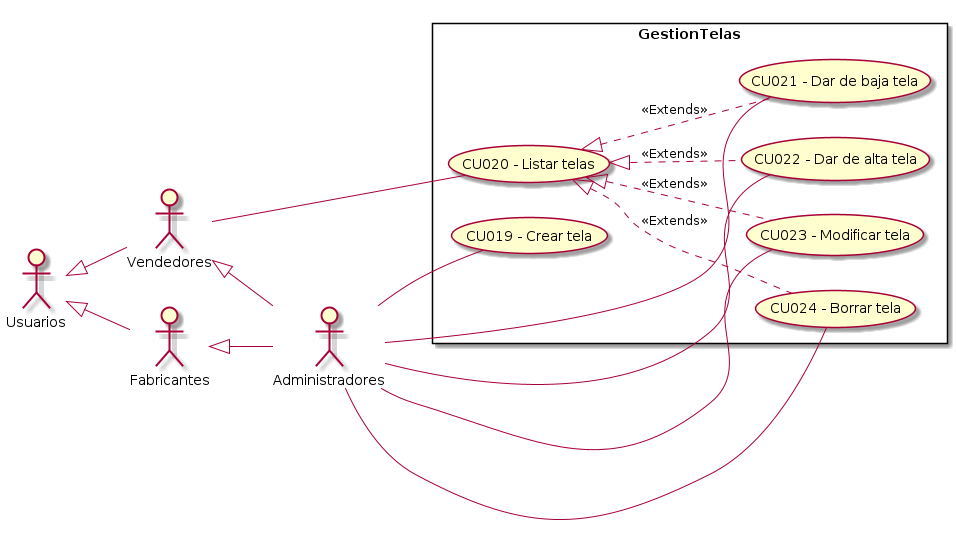 GestionTelas
CU021 - Dar de baja tela
«Extends»
CU020 - Listar telas
«Extends»
CU022 - Dar de alta tela
«Extends»
«Extends»
CU019 - Crear tela
CU023 - Modificar tela
Vendedores
CU024 - Borrar tela
Usuarios
Fabricantes
Administradores